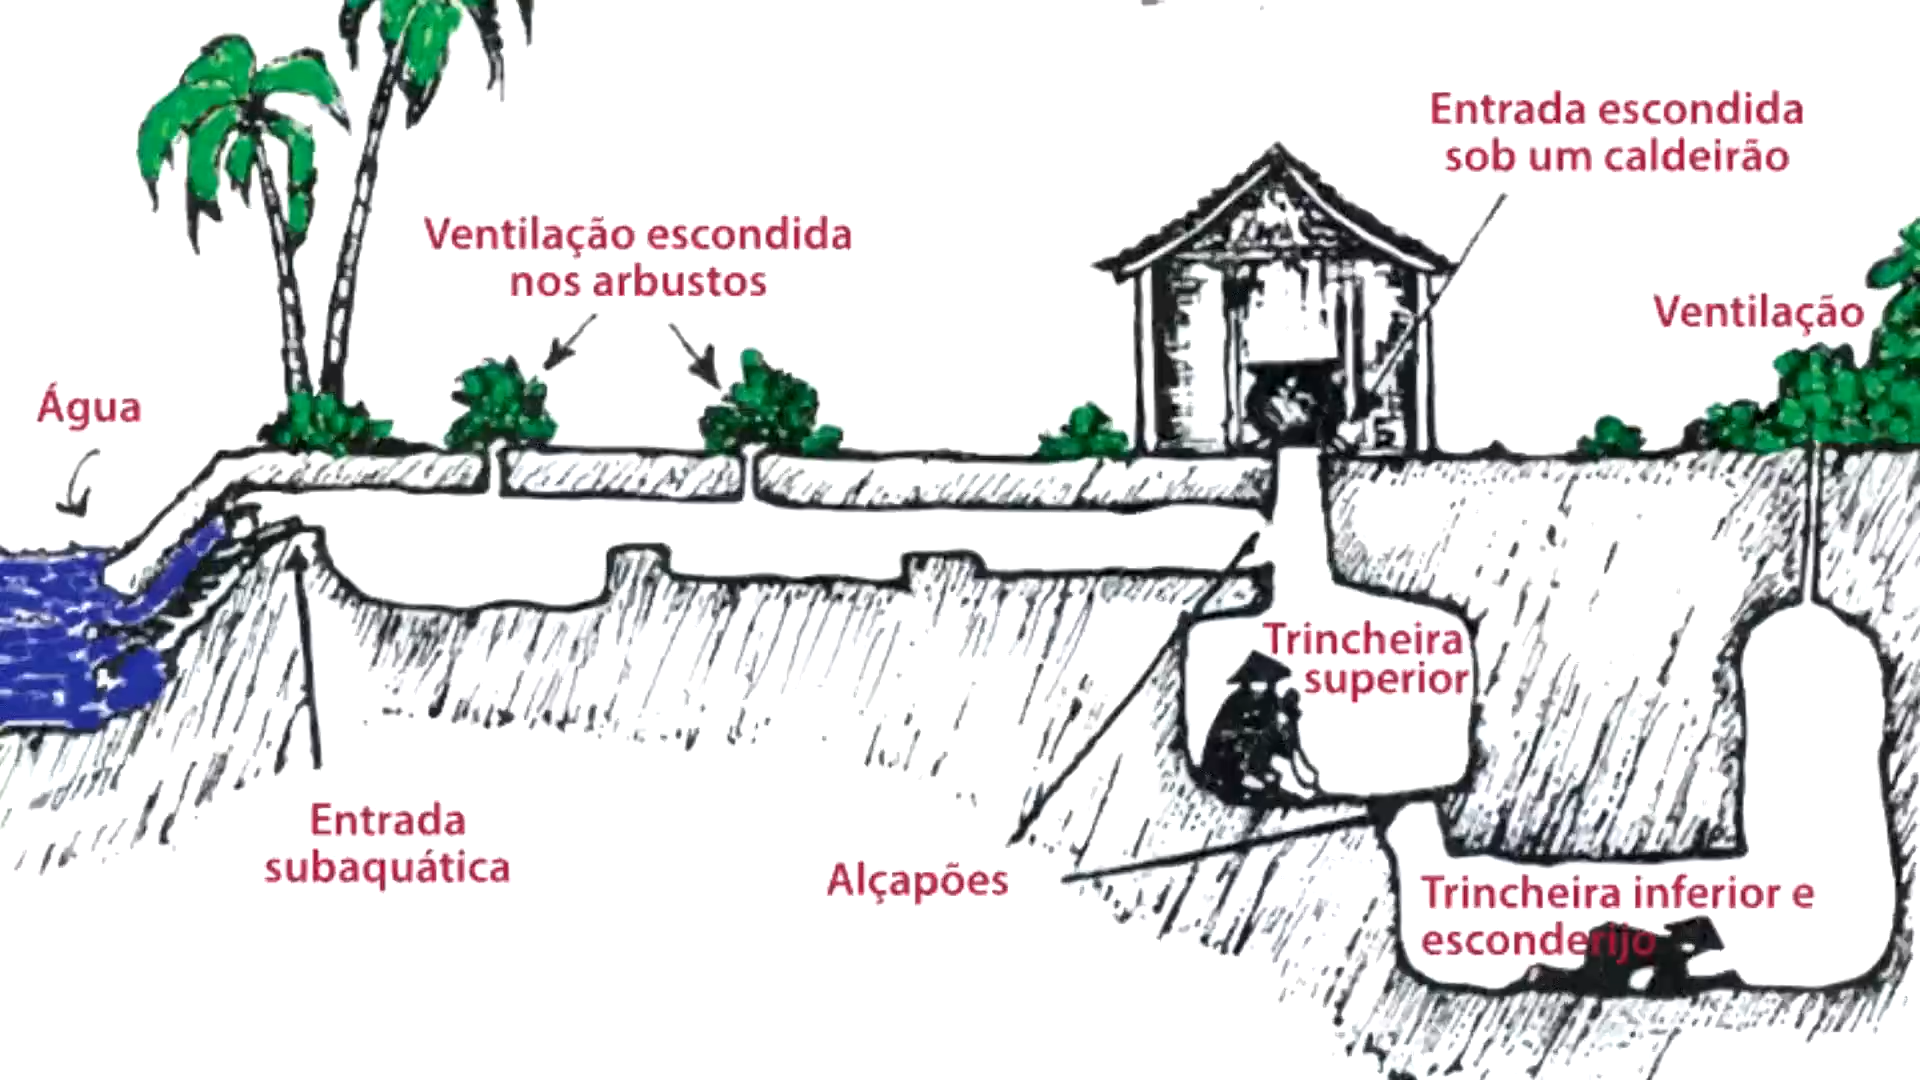 Entrada escondida
sob um caldeirão
Ventilação escondida
nos arbustos
Ventilação
Água
Trincheira
superior
Entrada
subaquática
Alçapões
Trincheira inferior e
esconderijo